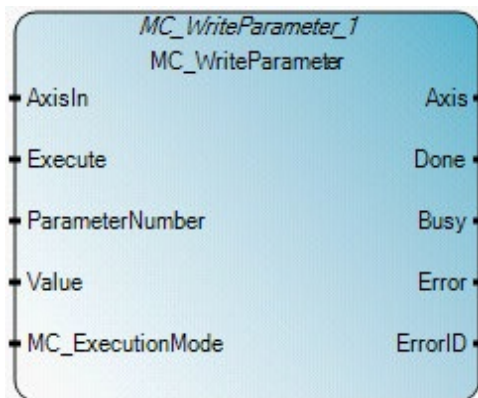 MC_WriteParameter_1
MC_WriteParameter
AxisIn Axis
Execute Done
ParameterNumber Busy
Value Error
MC_ExecutionMode ErrorID